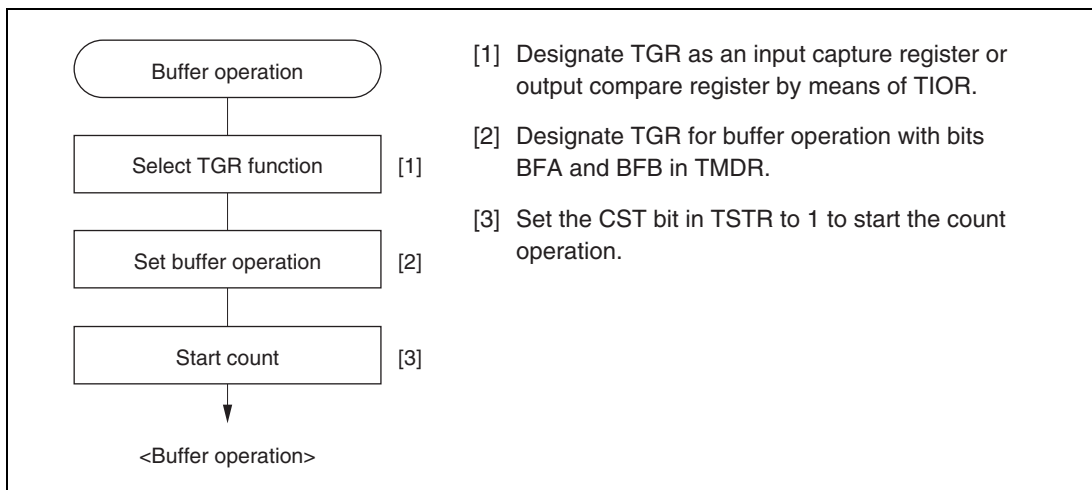 Buffer operation
Select TGR function
[1]
Set buffer operation
[2]
Start count
[3]
<Buffer operation>
[1] Designate TGR as an input capture register or
output compare register by means of TIOR.
[2] Designate TGR for buffer operation with bits
BFA and BFB in TMDR.
[3] Set the CST bit in TSTR to 1 to start the count
operation.